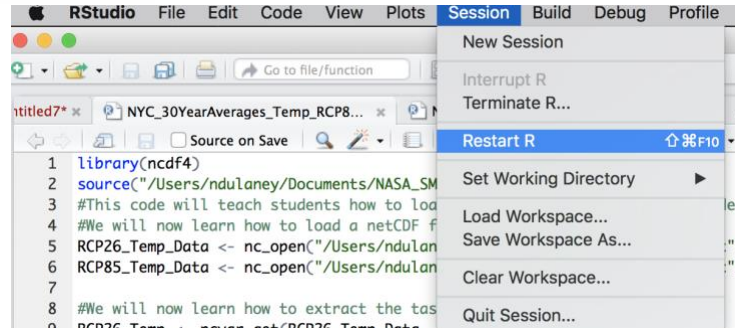 RStudio File Edit Code View Plots Session Build Debug Profile
New Session
Go to file/function
Interrupt R
Terminate R...
ntitled7* × NYC_30YearAverages_Temp_RCP8... ×
Source on Save
Restart R ⇧⌘F10
1 library(ncdf4)
2 source("/Users/ndulaney/Documents/NASA_SM
Set Working Directory ▶
3 #This code will teach students how to loa
4 #We will now learn how to load a netCDF f
Load Workspace...
5 RCP26_Temp_Data <- nc_open("/Users/ndulan
Save Workspace As...
6 RCP85_Temp_Data <- nc_open("/Users/ndulan
7
Clear Workspace...
8 #We will now learn how to extract the tas
Quit Session...